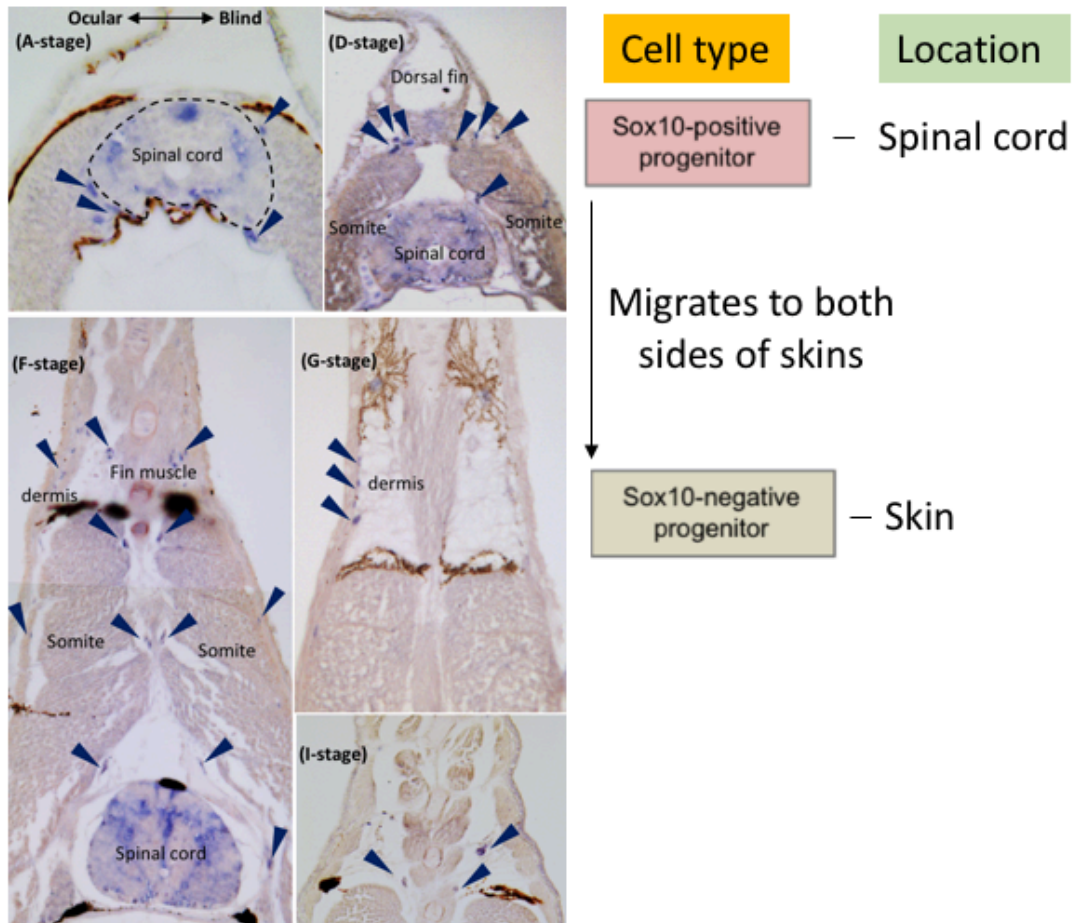 Ocular Blind
(A-stage)
Spinal cord
(D-stage)
Dorsal fin
Somite
Somite
Spinal cord
(F-stage)
Fin muscle
dermis
Somite
Somite
Spinal cord
(G-stage)
dermis
(I-stage)
Cell type
Location
Sox10-positive
progenitor
– Spinal cord
Migrates to both
sides of skins
Sox10-negative
progenitor
– Skin